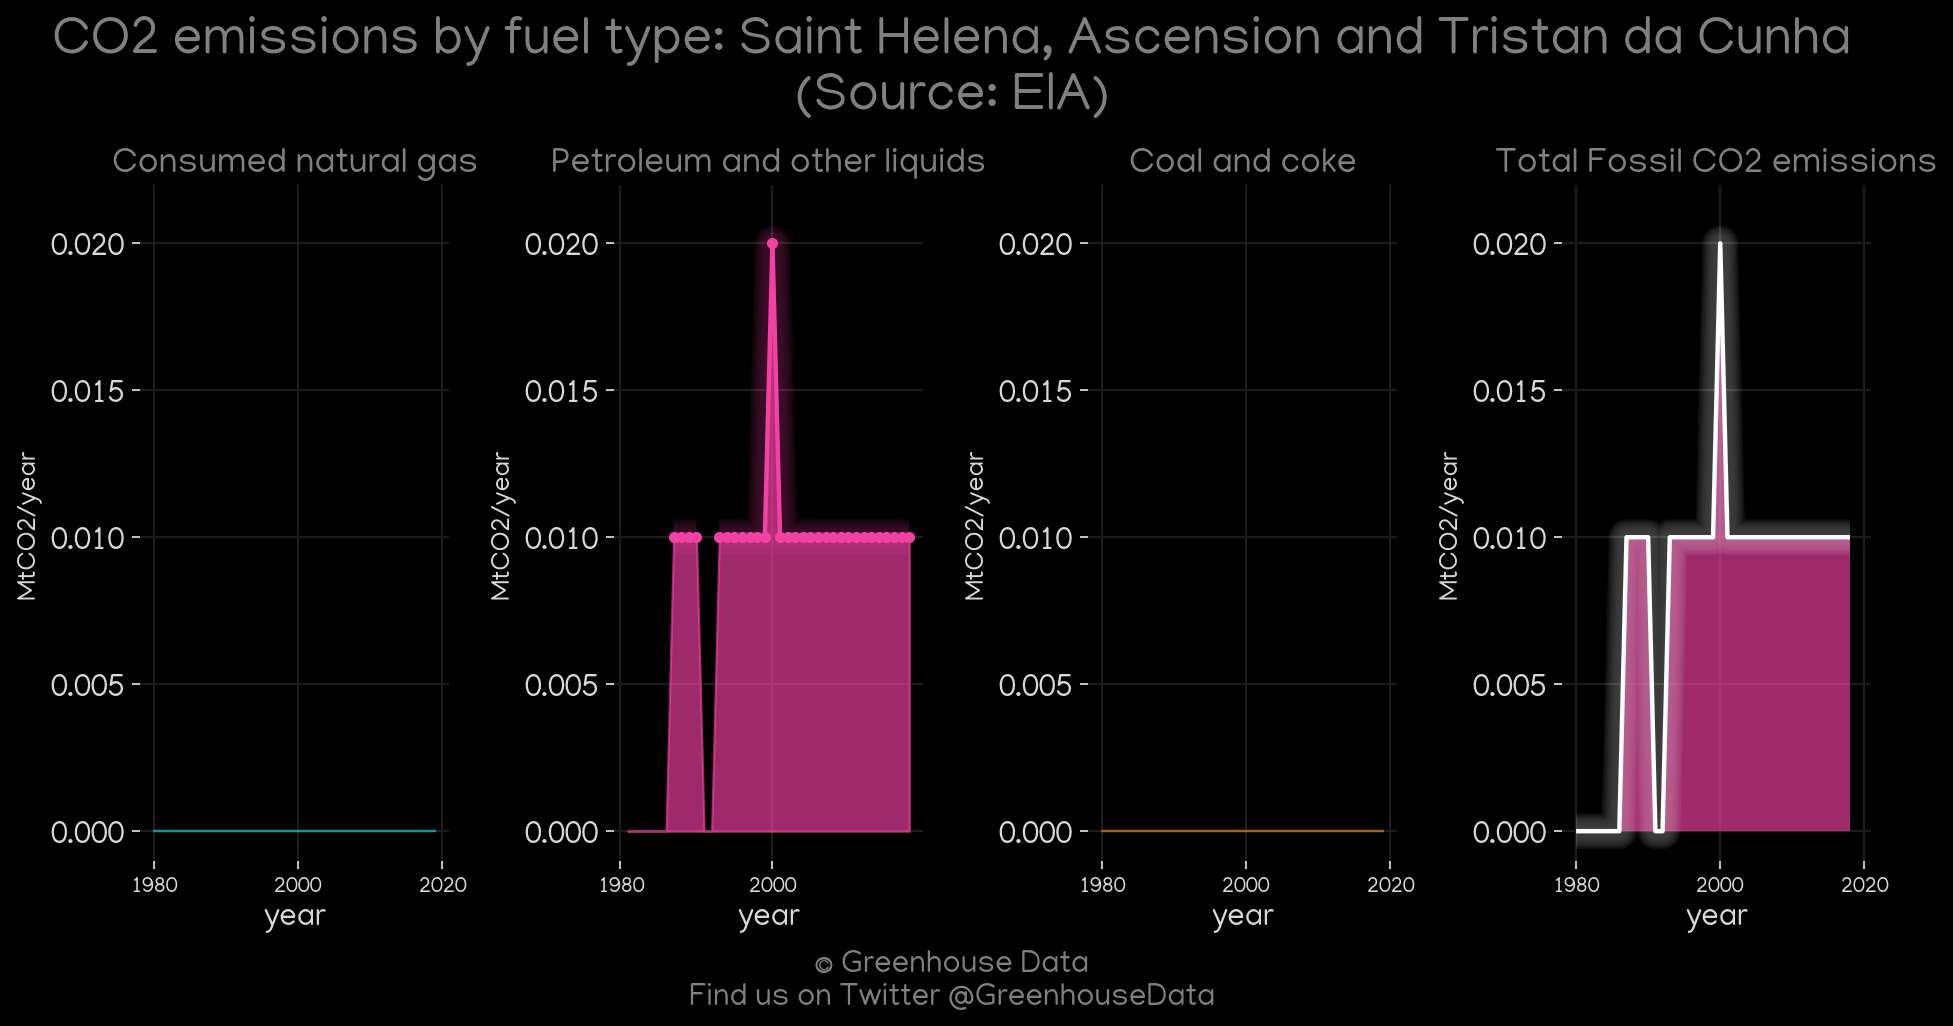 CO2 emissions by fuel type: Saint Helena, Ascension and Tristan da Cunha
(Source: EIA)
Consumed natural gas
0.020
0.015
0.010
0.005
0.000
MtCO2/year
1980 2000 2020
year
Petroleum and other liquids
0.020
0.015
0.010
0.005
0.000
MtCO2/year
1980 2000
year
Coal and coke
0.020
0.015
0.010
0.005
0.000
MtCO2/year
1980 2000 2020
year
Total Fossil CO2 emissions
0.020
0.015
0.010
0.005
0.000
MtCO2/year
1980 2000 2020
year
© Greenhouse Data
Find us on Twitter @GreenhouseData